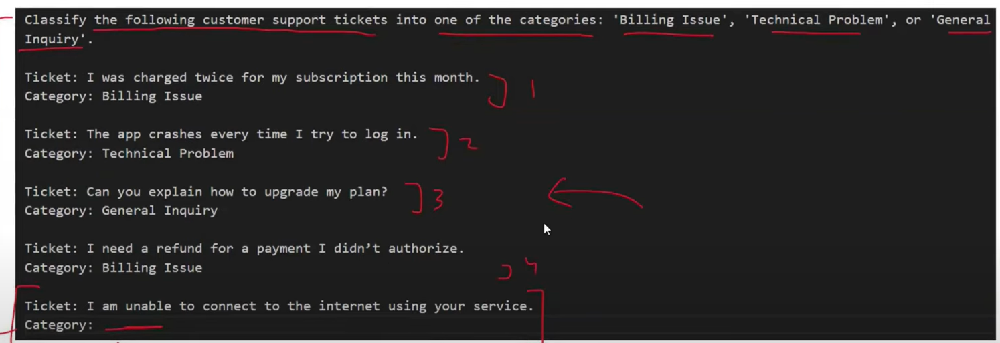 Classify the following customer support tickets into one of the categories: 'Billing Issue', 'Technical Problem', or 'General
Inquiry'.
Ticket: I was charged twice for my subscription this month.
Category: Billing Issue
1
Ticket: The app crashes every time I try to log in.
Category: Technical Problem
2
Ticket: Can you explain how to upgrade my plan?
Category: General Inquiry
3
Ticket: I need a refund for a payment I didn’t authorize.
Category: Billing Issue
4
Ticket: I am unable to connect to the internet using your service.
Category: